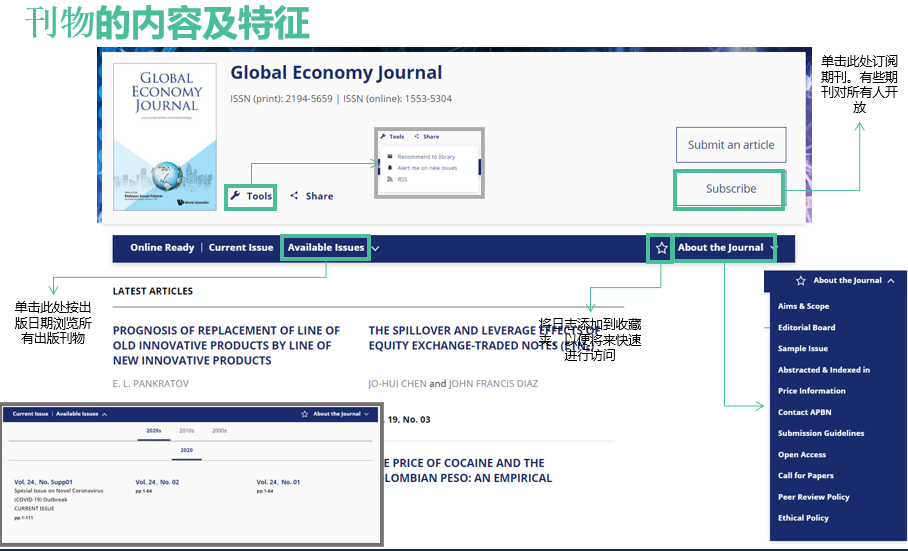 刊物的内容及特征
GLOBAL
ECONOMY
JOURNAL
World Scientific
Global Economy Journal
ISSN (print): 2194-5659 | ISSN (online): 1553-5304
Tools
Share
Tools Share
Recommend to library
Alert me on new issues
RSS
Submit an article
Subscribe
单击此处订阅
期刊。有些期
刊对所有人开
放
Online Ready | Current Issue Available Issues
About the Journal
单击此处按出
版日期浏览所
有出版刊物
LATEST ARTICLES
PROGNOSIS OF REPLACEMENT OF LINE OF
OLD INNOVATIVE PRODUCTS BY LINE OF
NEW INNOVATIVE PRODUCTS
E. L. PANKRATOV
THE SPILLOVER AND LEVERAGE EFFECTS OF
EQUITY EXCHANGE-TRADED NOTES (ETNs)
JO-HUI CHEN and JOHN FRANCIS DIAZ
将日志添加到收藏
夹，以便将来快速
进行访问
19, No. 03
PRICE OF COCAINE AND THE
PESO: AN EMPIRICAL
Current Issue | Available Issues
About the Journal
2020s 2010s 2000s
2020
Vol. 24, No. Supp01
Special Issue on Novel Coronavirus
(COVID-19) Outbreak
CURRENT ISSUE
pp.1-111
Vol. 24, No. 02
pp.1-64
Vol. 24, No. 01
pp.1-64
About the Journal
Aims & Scope
Editorial Board
Sample Issue
Abstracted & Indexed in
Price Information
Contact APBN
Submission Guidelines
Open Access
Call for Papers
Peer Review Policy
Ethical Policy